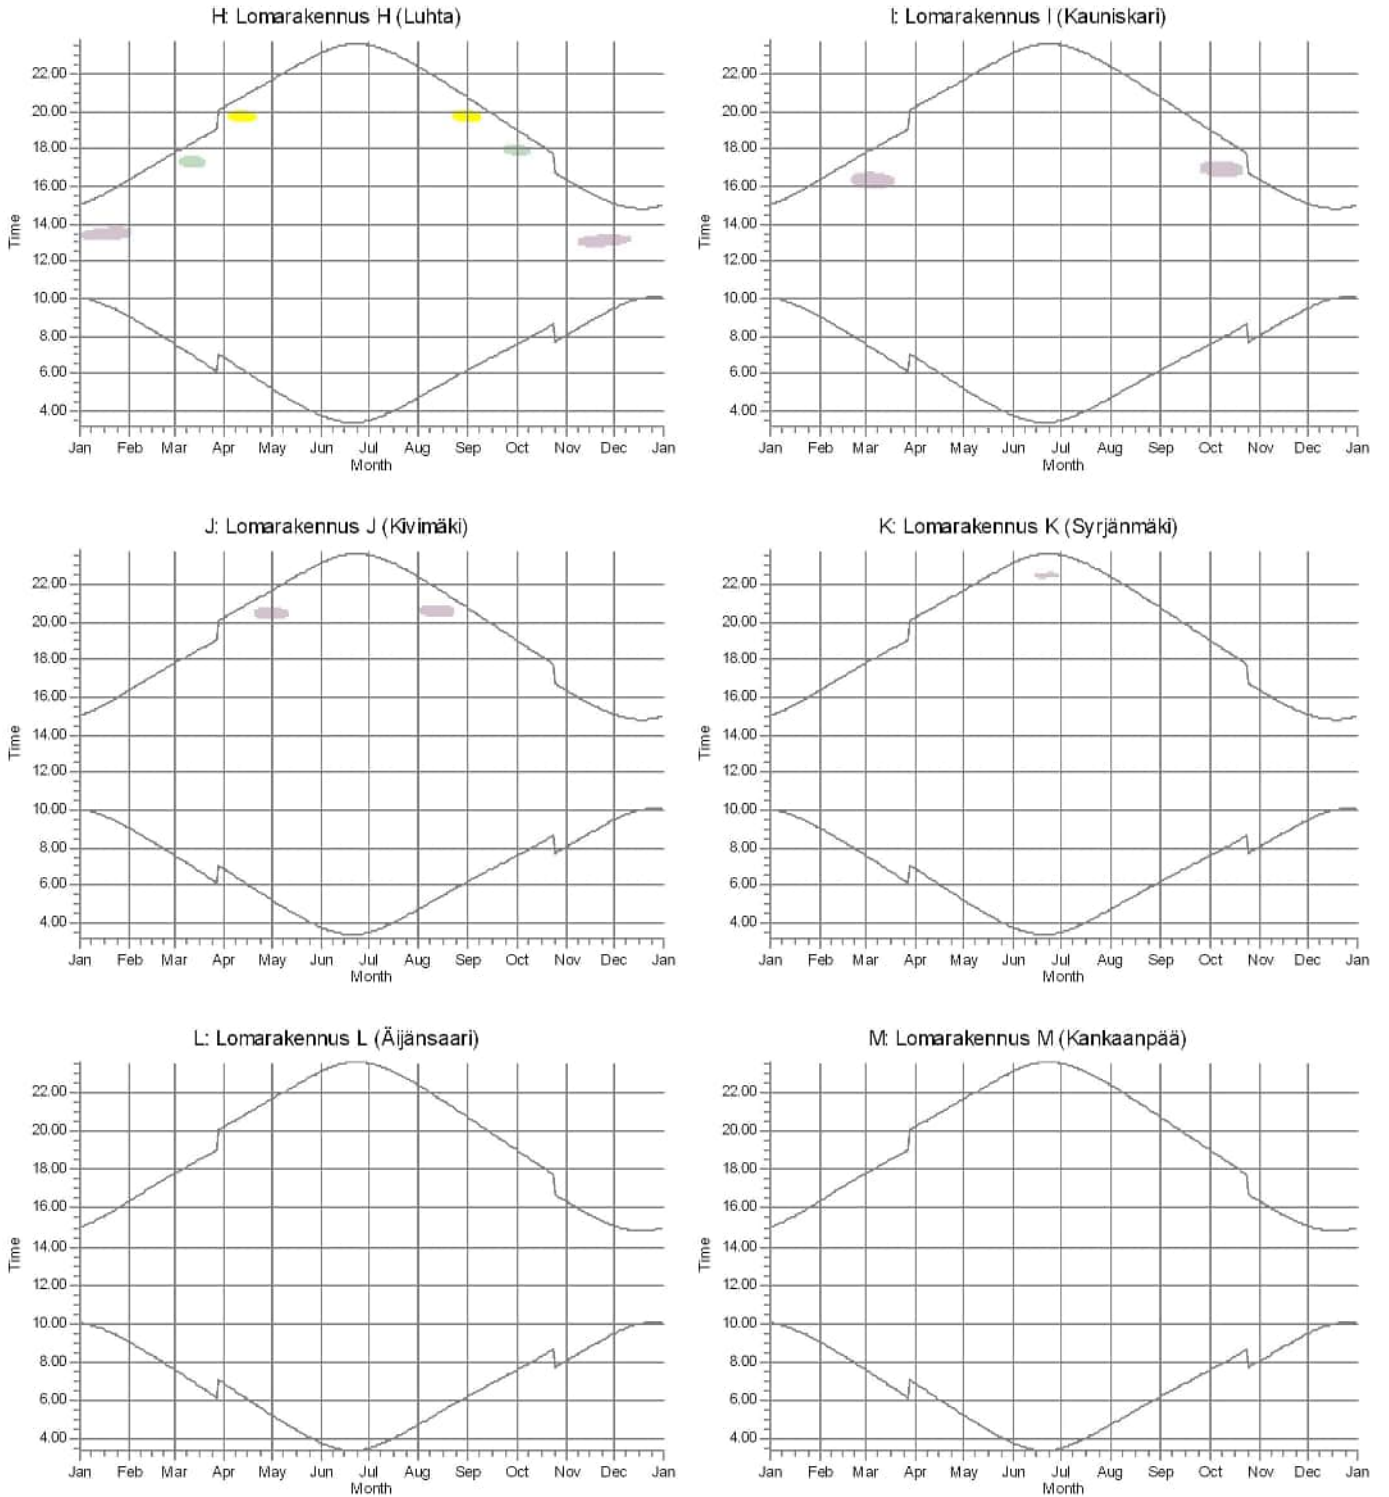 H: Lomarakennus H (Luhta)
22.00
20.00
18.00
16.00
14.00
12.00
10.00
8.00
6.00
4.00
Time
Jan Feb Mar Apr May Jun Jul Aug Sep Oct Nov Dec Jan
Month
I: Lomarakennus I (Kauniskari)
22.00
20.00
18.00
16.00
14.00
12.00
10.00
8.00
6.00
4.00
Time
Jan Feb Mar Apr May Jun Jul Aug Sep Oct Nov Dec Jan
Month
J: Lomarakennus J (Kivimäki)
22.00
20.00
18.00
16.00
14.00
12.00
10.00
8.00
6.00
4.00
Time
Jan Feb Mar Apr May Jun Jul Aug Sep Oct Nov Dec Jan
Month
K: Lomarakennus K (Syrjänmäki)
22.00
20.00
18.00
16.00
14.00
12.00
10.00
8.00
6.00
4.00
Time
Jan Feb Mar Apr May Jun Jul Aug Sep Oct Nov Dec Jan
Month
L: Lomarakennus L (Äijänsaari)
22.00
20.00
18.00
16.00
14.00
12.00
10.00
8.00
6.00
4.00
Time
Jan Feb Mar Apr May Jun Jul Aug Sep Oct Nov Dec Jan
Month
M: Lomarakennus M (Kankaanpää)
22.00
20.00
18.00
16.00
14.00
12.00
10.00
8.00
6.00
4.00
Time
Jan Feb Mar Apr May Jun Jul Aug Sep Oct Nov Dec Jan
Month